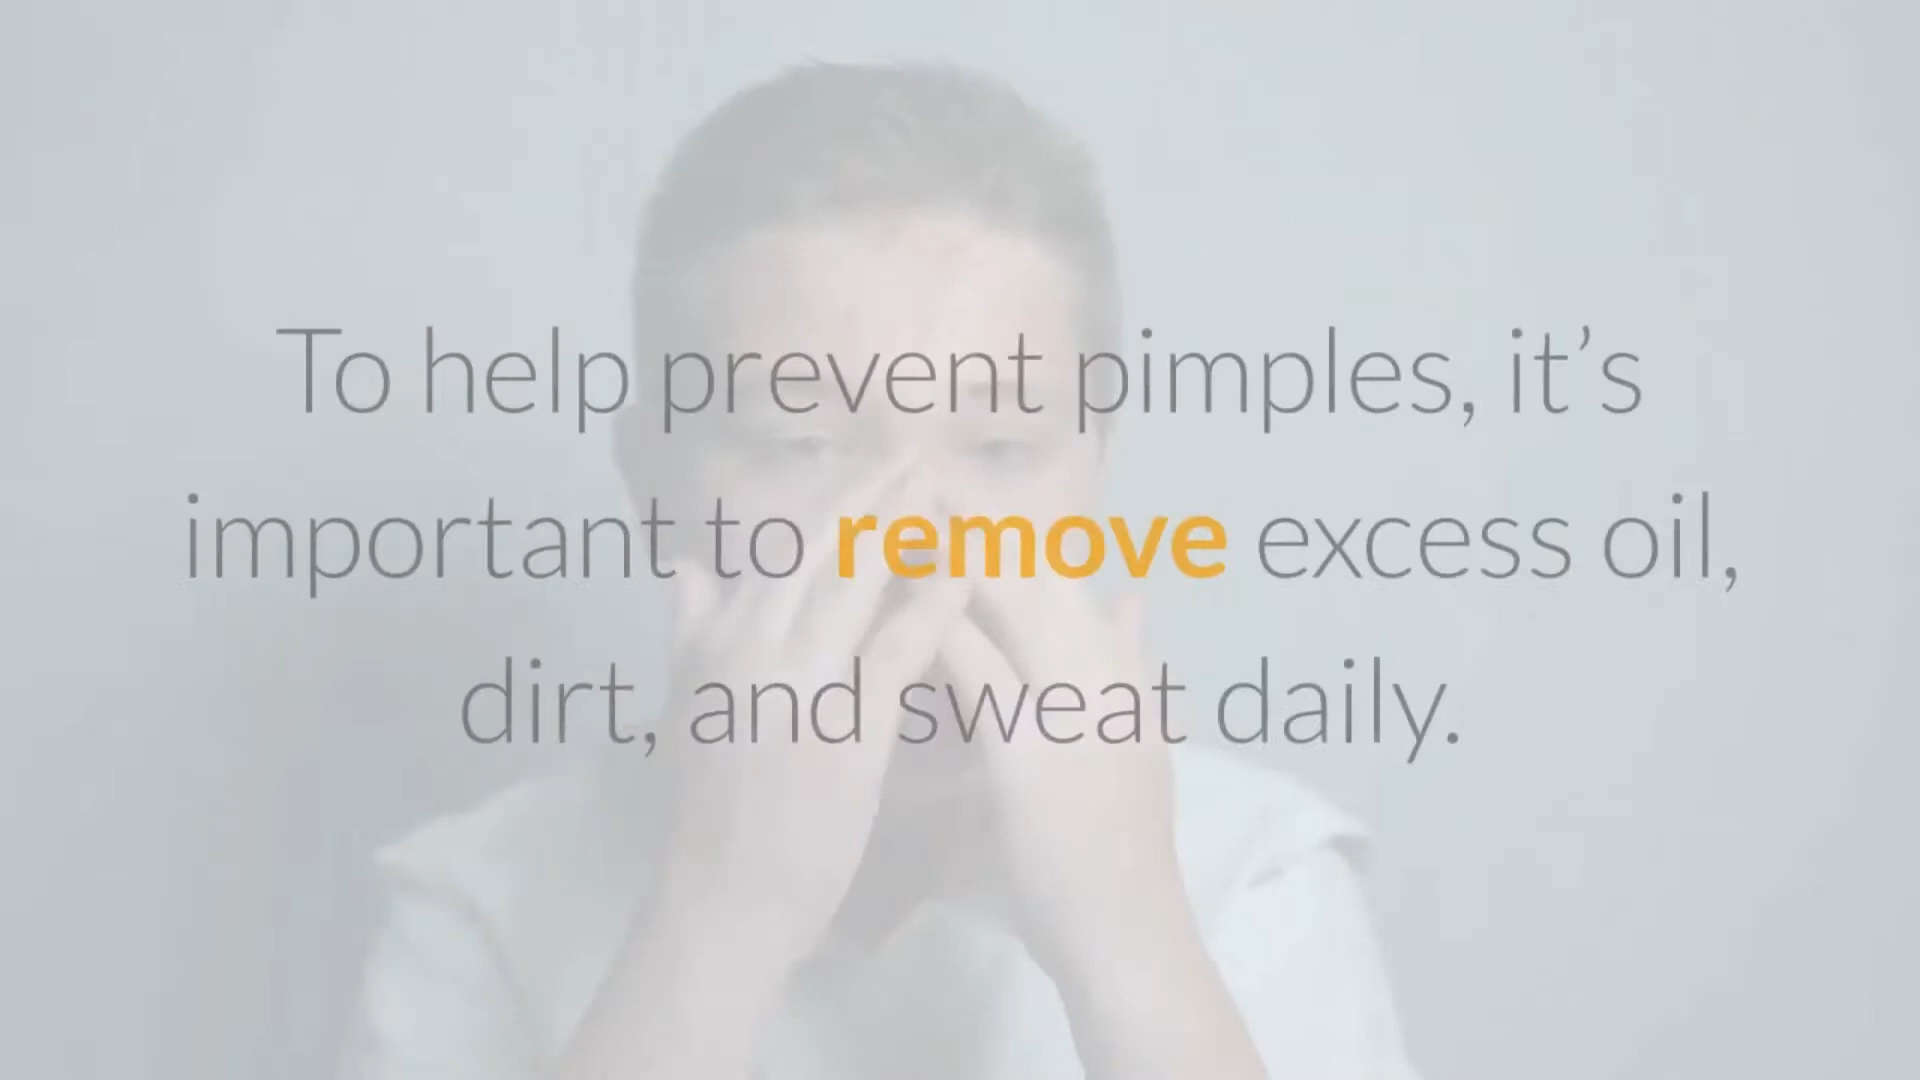 To help prevent pimples, it’s
important to remove excess oil,
dirt, and sweat daily.